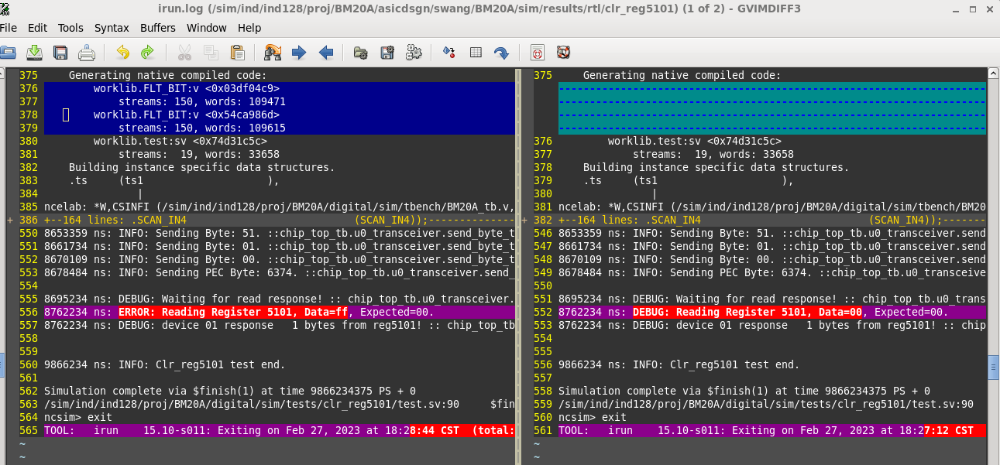 irun.log (/sim/ind/ind128/proj/BM20A/asicdsgn/swang/BM20A/sim/results/rtl/clr_reg5101) (1 of 2) - GVIMDIFF3
File Edit Tools Syntax Buffers Window Help
375     Generating native compiled code:
376         worklib.FLT_BIT:v <0x03df04c9>
377             streams: 150, words: 109471
378         worklib.FLT_BIT:v <0x54ca986d>
379             streams: 150, words: 109615
380         worklib.test:sv <0x74d31c5c>
381             streams:  19, words: 33658
382     Building instance specific data structures.
383     .ts     (ts1                    ),
384                |
385 ncelab: *W,CSINFI (/sim/ind/ind128/proj/BM20A/digital/sim/tbench/BM20A_tb.v,
+ 386 +--164 lines: .SCAN_IN4                           (SCAN_IN4));--------------
550 8653359 ns: INFO: Sending Byte: 51. ::chip_top_tb.u0_transceiver.send_byte_t
551 8661734 ns: INFO: Sending Byte: 01. ::chip_top_tb.u0_transceiver.send_byte_t
552 8670109 ns: INFO: Sending Byte: 00. ::chip_top_tb.u0_transceiver.send_byte_t
553 8678484 ns: INFO: Sending PEC Byte: 6374. ::chip_top_tb.u0_transceiver.send_
554
555 8695234 ns: DEBUG: Waiting for read response! :: chip_top_tb.u0_transceiver.
556 8762234 ns: ERROR: Reading Register 5101, Data=ff, Expected=00.
557 8762234 ns: DEBUG: device 01 response   1 bytes from reg5101! :: chip_top_tb
558
559
560 9866234 ns: INFO: Clr_reg5101 test end.
561
562 Simulation complete via $finish(1) at time 9866234375 PS + 0
563 /sim/ind/ind128/proj/BM20A/digital/sim/tests/clr_reg5101/test.sv:90     $fin
564 ncsim> exit
565 TOOL:   irun    15.10-s011: Exiting on Feb 27, 2023 at 18:28:44 CST  (total:
~
~
375     Generating native compiled code:
376         worklib.test:sv <0x74d31c5c>
377             streams:  19, words: 33658
378     Building instance specific data structures.
379     .ts     (ts1                    ),
380                |
381 ncelab: *W,CSINFI (/sim/ind/ind128/proj/BM20A/digital/sim/tbench/BM20
+ 382 +--164 lines: .SCAN_IN4                           (SCAN_IN4));-------
546 8653359 ns: INFO: Sending Byte: 51. ::chip_top_tb.u0_transceiver.send
547 8661734 ns: INFO: Sending Byte: 01. ::chip_top_tb.u0_transceiver.send
548 8670109 ns: INFO: Sending Byte: 00. ::chip_top_tb.u0_transceiver.send
549 8678484 ns: INFO: Sending PEC Byte: 6374. ::chip_top_tb.u0_transceive
550
551 8695234 ns: DEBUG: Waiting for read response! :: chip_top_tb.u0_trans
552 8762234 ns: DEBUG: Reading Register 5101, Data=00, Expected=00.
553 8762234 ns: DEBUG: device 01 response   1 bytes from reg5101! :: chip
554
555
556 9866234 ns: INFO: Clr_reg5101 test end.
557
558 Simulation complete via $finish(1) at time 9866234375 PS + 0
559 /sim/ind/ind128/proj/BM20A/digital/sim/tests/clr_reg5101/test.sv:90
560 ncsim> exit
561 TOOL:   irun    15.10-s011: Exiting on Feb 27, 2023 at 18:27:12 CST
~
~